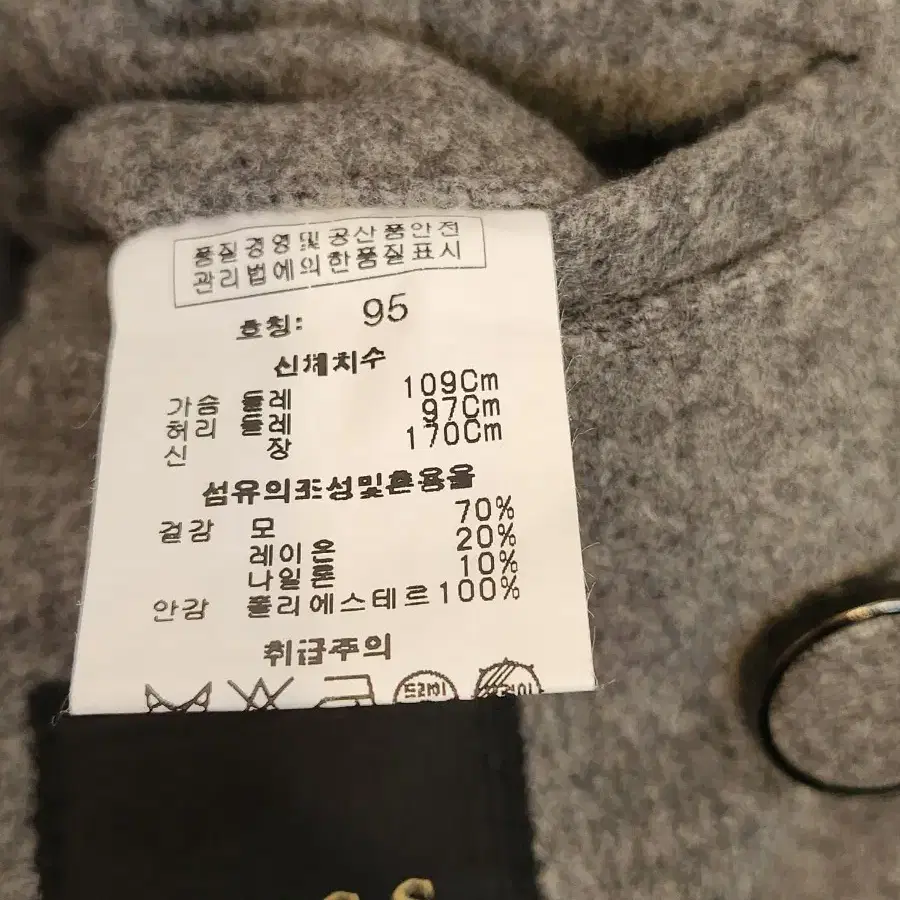 품질경영및공산품안전
관리법에의한품질표시
호칭: 95
신체치수
가슴 둘레 109Cm
허리 둘레 97Cm
신 장 170Cm
섬유의조성및혼용율
겉감 모 70%
레이온 20%
나일론 10%
안감 폴리에스테르 100%
취급주의
드라이